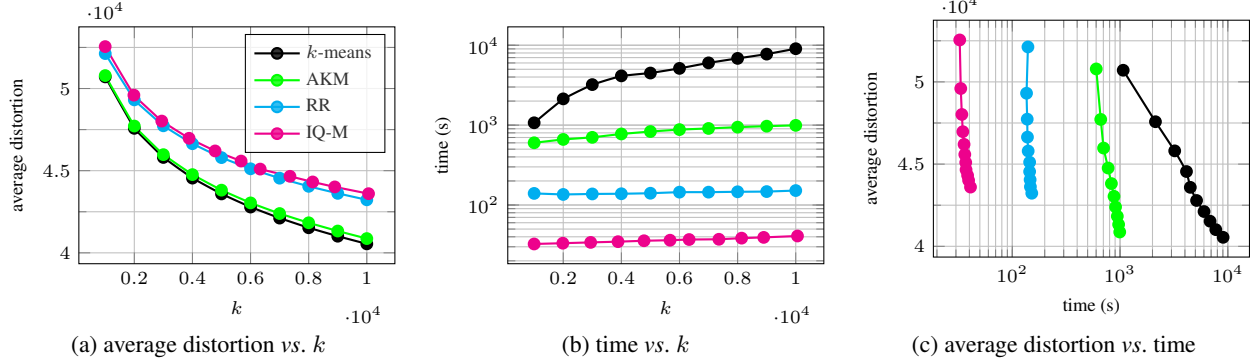 ·10⁴
5
4.5
4
average distortion
k-means
AKM
RR
IQ-M
0.2 0.4 0.6 0.8 1
k
·10⁴
(a) average distortion vs. k
10⁴
10³
10²
time (s)
0.2 0.4 0.6 0.8 1
k
·10⁴
(b) time vs. k
·10⁴
5
4.5
4
average distortion
10² 10³ 10⁴
time (s)
(c) average distortion vs. time